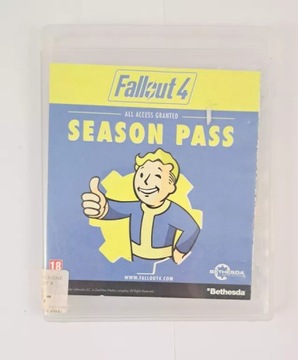 Fallout 4
ALL ACCESS GRANTED
SEASON PASS
18
WWW.FALLOUT4.COM
BETHESDA
Bethesda